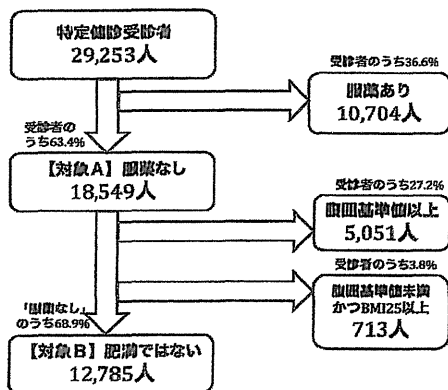 特定健診受診者
29,253人
受診者のうち36.6%
服薬あり
10,704人
受診者の
うち63.4%
【対象A】服薬なし
18,549人
受診者のうち27.2%
腹囲基準値以上
5,051人
受診者のうち3.8%
腹囲基準値未満
かつBMI25以上
713人
「服薬なし」
のうち68.9%
【対象B】肥満ではない
12,785人